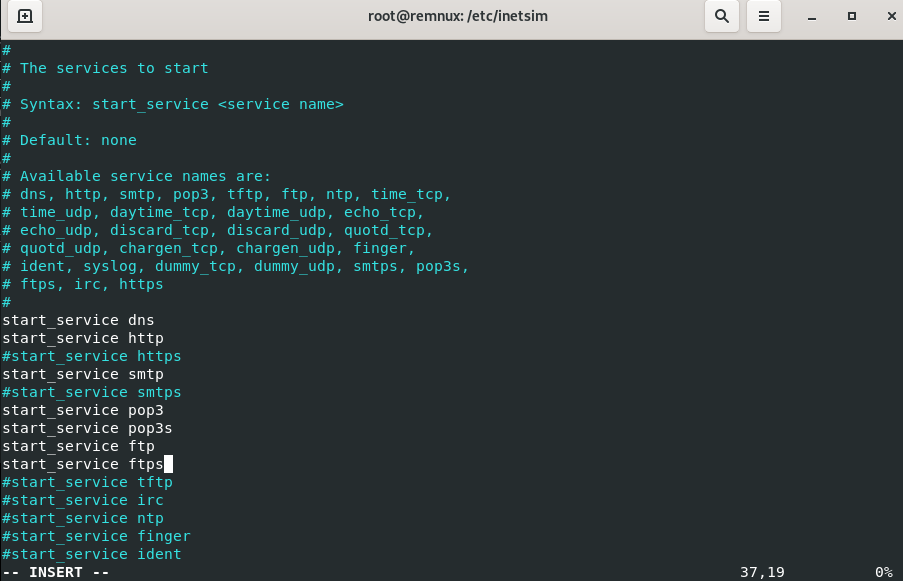 root@remnux: /etc/inetsim
#
# The services to start
#
# Syntax: start_service <service name>
#
# Default: none
#
# Available service names are:
# dns, http, smtp, pop3, tftp, ftp, ntp, time_tcp,
# time_udp, daytime_tcp, daytime_udp, echo_tcp,
# echo_udp, discard_tcp, discard_udp, quotd_tcp,
# quotd_udp, chargen_tcp, chargen_udp, finger,
# ident, syslog, dummy_tcp, dummy_udp, smtps, pop3s,
# ftps, irc, https
#
start_service dns
start_service http
#start_service https
start_service smtp
#start_service smtps
start_service pop3
start_service pop3s
start_service ftp
start_service ftps
#start_service tftp
#start_service irc
#start_service ntp
#start_service finger
#start_service ident
-- INSERT -- 37,19 0%